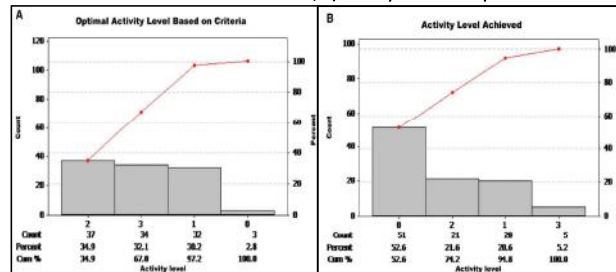 A
Optimal Activity Level Based on Criteria
120
100
80
60
40
20
0
Count
100
80
60
40
20
0
Percent
2 3 1 0
Count 37 34 32 3
Percent 34.9 32.1 30.2 2.8
Cum % 34.9 67.0 97.2 100.0
Activity level
B
Activity Level Achieved
100
80
60
40
20
0
Count
100
80
60
40
20
0
0 2 1 3
Count 51 21 20 5
Percent 52.6 21.6 20.6 5.2
Cum % 52.6 74.2 94.8 100.0
Activity level